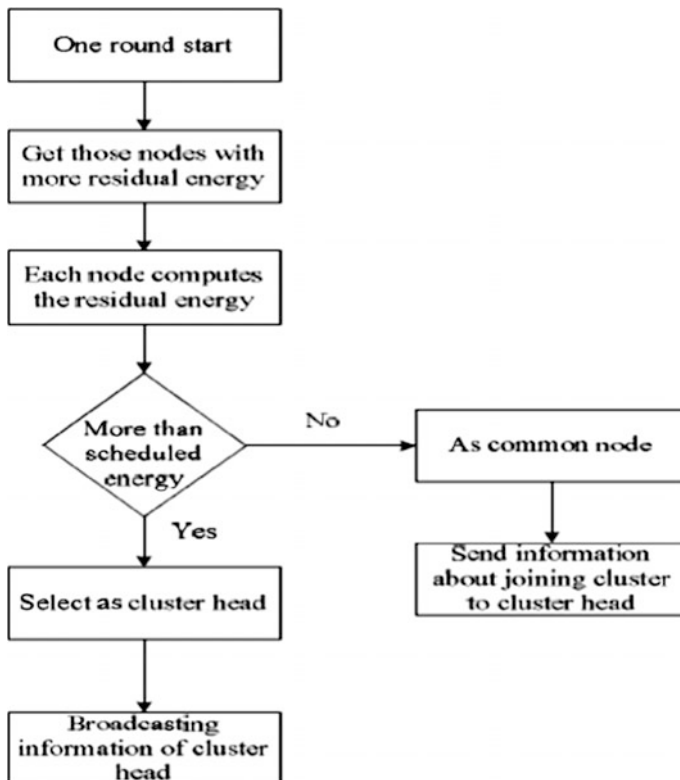 One round start
Get those nodes with
more residual energy
Each node computes
the residual energy
More than
scheduled
energy
No
As common node
Yes
Send information
about joining cluster
to cluster head
Select as cluster head
Broadcasting
information of cluster
head